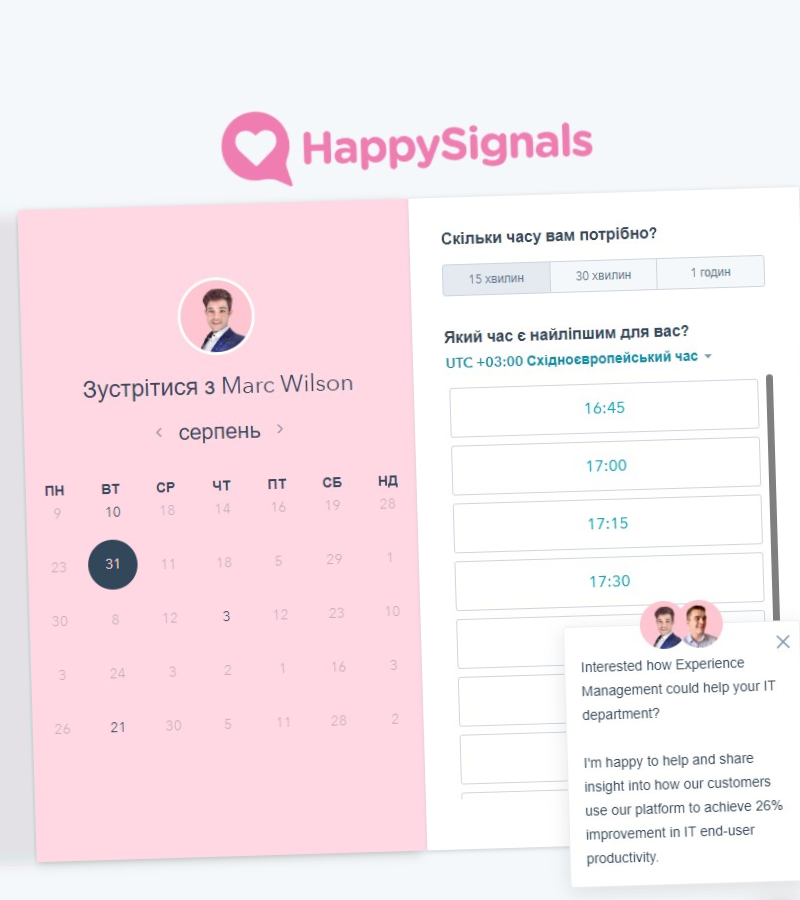 HappySignals
Зустрітися з Marc Wilson
серпень
ПН ВТ СР ЧТ ПТ СБ НД
9 10 18 14 16 19 28
23 31 11 18 5 29 1
30 8 12 3 12 23 10
3 24 3 2 1 16 3
26 21 30 5 11 28 2
Скільки часу вам потрібно?
15 хвилин 30 хвилин 1 годин
Який час є найліпшим для вас?
UTC +03:00 Східноєвропейський час
16:45
17:00
17:15
17:30
Interested how Experience
Management could help your IT
department?
I'm happy to help and share
insight into how our customers
use our platform to achieve 26%
improvement in IT end-user
productivity.